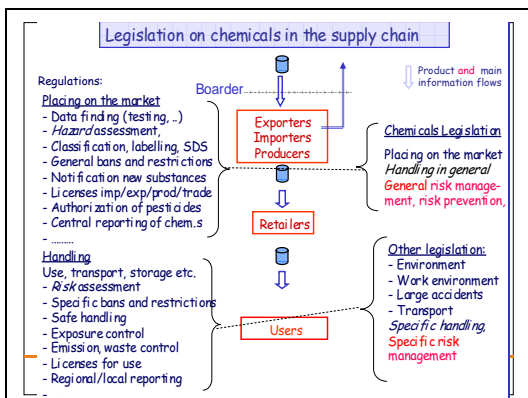 Legislation on chemicals in the supply chain
Regulations:
Placing on the market
- Data finding (testing, ..)
- Hazard assessment,
- Classification, labelling, SDS
- General bans and restrictions
- Notification new substances
- Licenses imp/exp/prod/trade
- Authorization of pesticides
- Central reporting of chem.s
- .........
Handling
Use, transport, storage etc.
- Risk assessment
- Specific bans and restrictions
- Safe handling
- Exposure control
- Emission, waste control
- Licenses for use
- Regional/local reporting
-
Boarder
Exporters
Importers
Producers
Retailers
Users
Product and main
information flows
Chemicals Legislation
Placing on the market
Handling in general
General risk manage-
ment, risk prevention,
Other legislation:
- Environment
- Work environment
- Large accidents
- Transport
Specific handling,
Specific risk
management